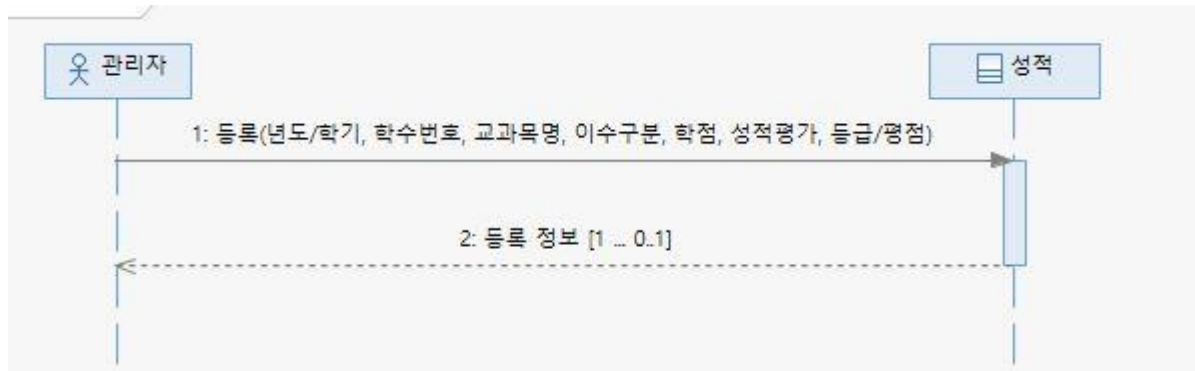 관리자
성적
1: 등록(년도/학기, 학수번호, 교과목명, 이수구분, 학점, 성적평가, 등급/평점)
2: 등록 정보 [1 ... 0..1]